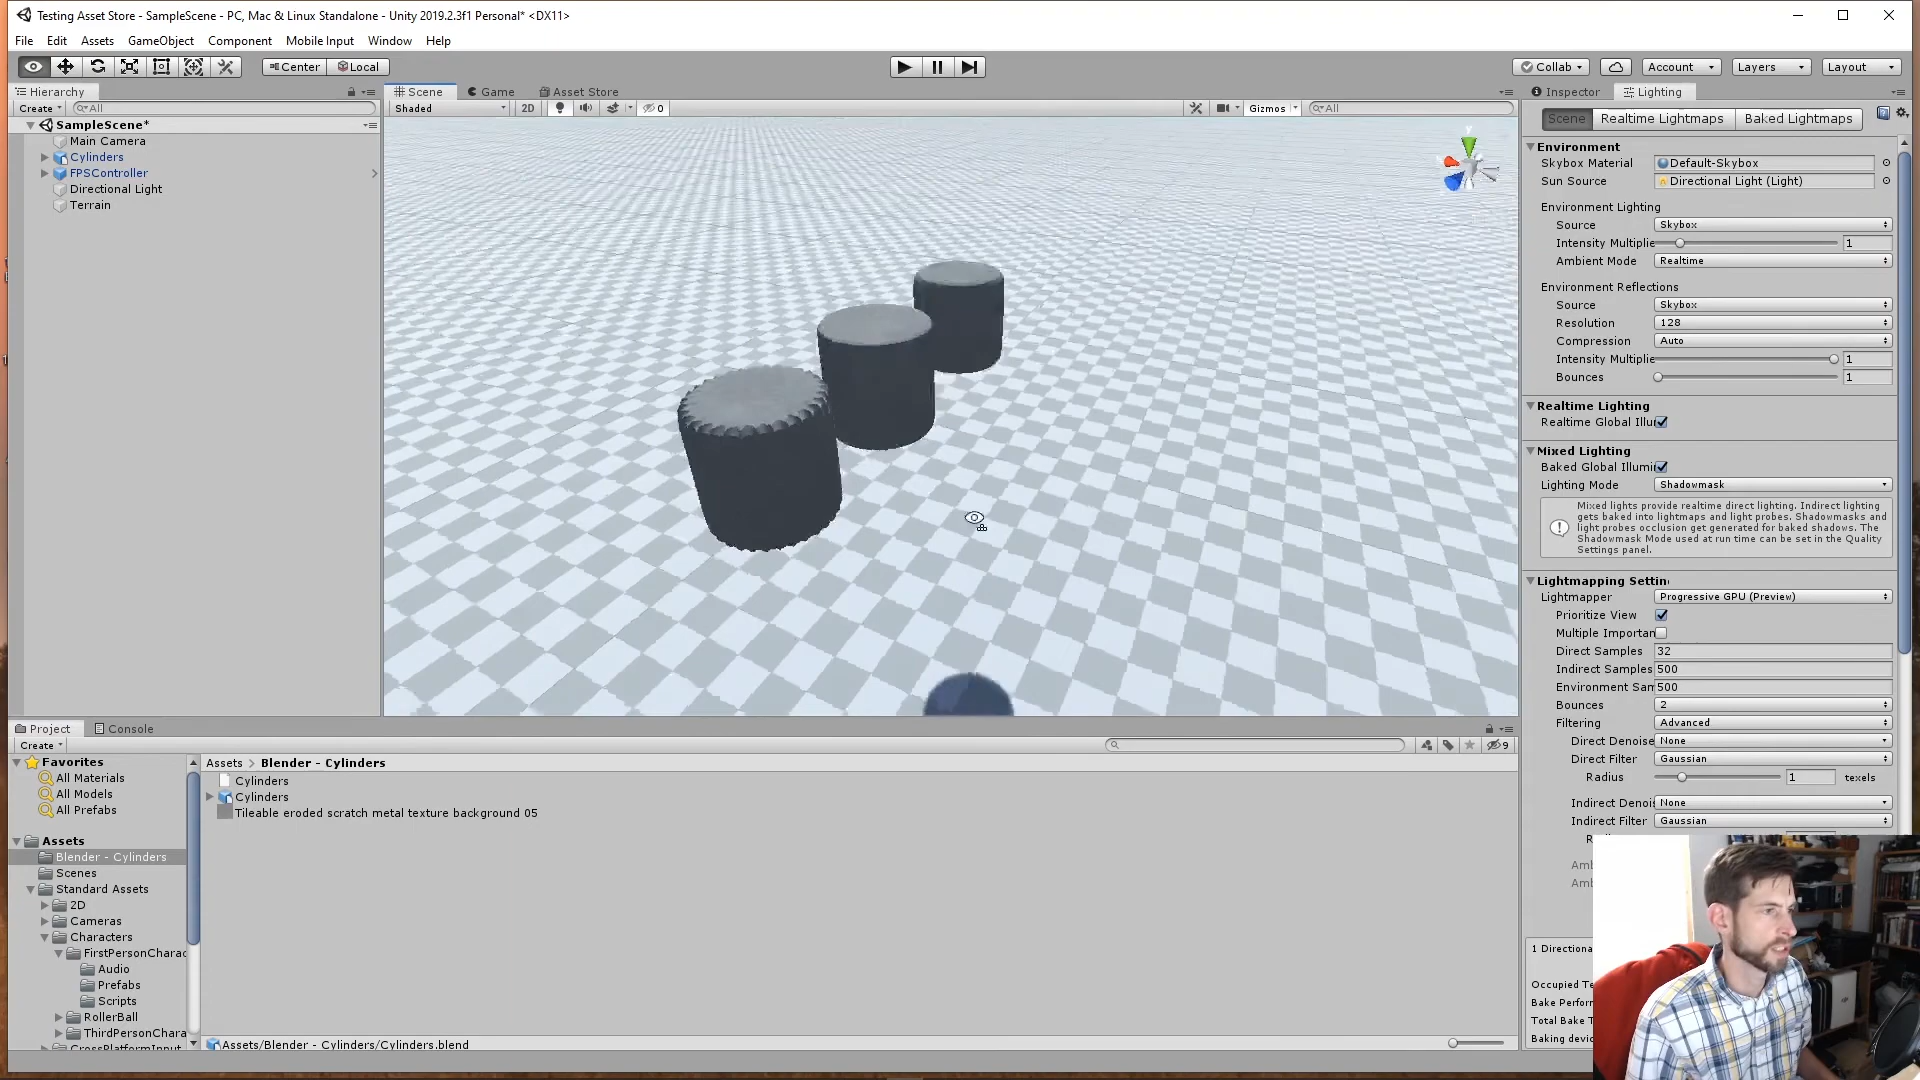 Testing Asset Store - SampleScene - PC, Mac & Linux Standalone - Unity 2019.2.3f1 Personal* <DX11>
File Edit Assets GameObject Component Mobile Input Window Help
Center Local Collab Account Layers Layout
Hierarchy
Create All
SampleScene*
Main Camera
Cylinders
FPSController
Directional Light
Terrain
Scene Game Asset Store
Shaded 2D 0 Gizmos All
Inspector Lighting
Scene Realtime Lightmaps Baked Lightmaps
Environment
Skybox Material Default-Skybox
Sun Source Directional Light (Light)
Environment Lighting
Source Skybox
Intensity Multiplie 1
Ambient Mode Realtime
Environment Reflections
Source Skybox
Resolution 128
Compression Auto
Intensity Multiplie 1
Bounces 1
Realtime Lighting
Realtime Global Illu
Mixed Lighting
Baked Global Illumi
Lighting Mode Shadowmask
Mixed lights provide realtime direct lighting. Indirect lighting
gets baked into lightmaps and light probes. Shadowmasks and
light probes occlusion get generated for baked shadows. The
Shadowmask Mode used at run time can be set in the Quality
Settings panel.
Lightmapping Settin
Lightmapper Progressive GPU (Preview)
Prioritize View
Multiple Importan
Direct Samples 32
Indirect Samples 500
Environment Sam 500
Bounces 2
Filtering Advanced
Direct Denoise None
Direct Filter Gaussian
Radius 1 texels
Indirect Denoi None
Indirect Filter Gaussian
R
Amb
Amb
1 Directiona
Occupied Te
Bake Perfor
Total Bake T
Baking devic
Project Console
Create 9
Favorites
All Materials
All Models
All Prefabs
Assets
Blender - Cylinders
Scenes
Standard Assets
2D
Cameras
Characters
FirstPersonCharac
Audio
Prefabs
Scripts
RollerBall
ThirdPersonChara
CrossPlatformInput
Assets > Blender - Cylinders
Cylinders
Cylinders
Tileable eroded scratch metal texture background 05
Assets/Blender - Cylinders/Cylinders.blend